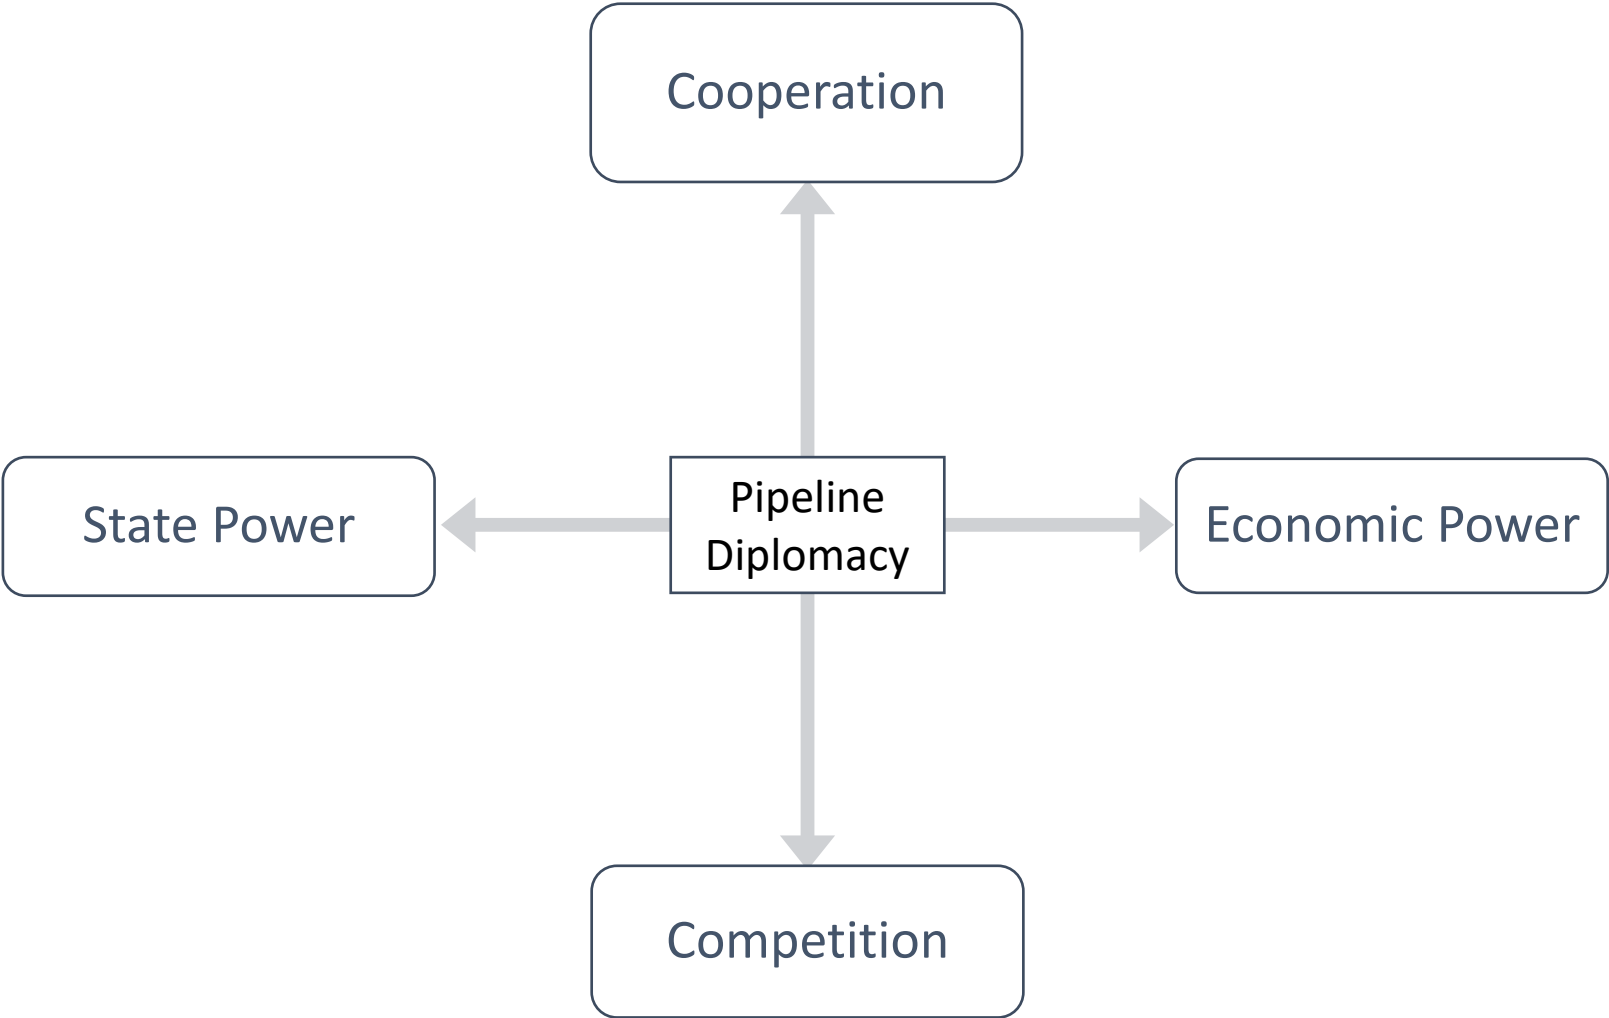 Cooperation
State Power
Pipeline
Diplomacy
Economic Power
Competition